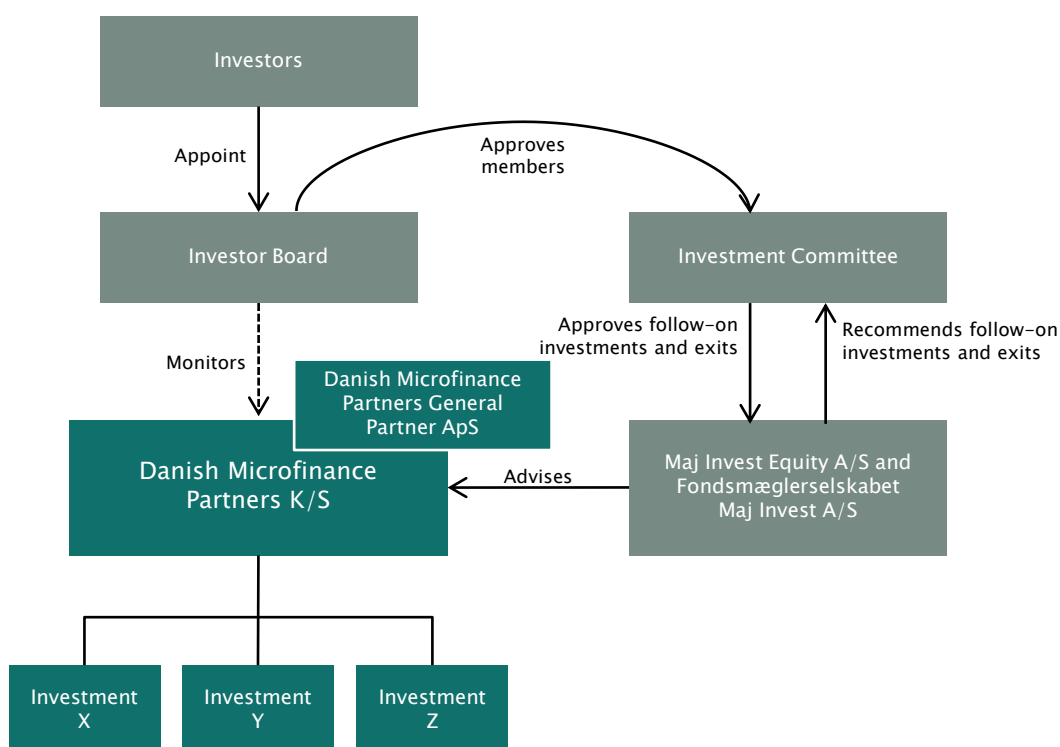 Investors
Appoint
Approves
members
Investor Board
Investment Committee
Monitors
Approves follow-on
investments and exits
Recommends follow-on
investments and exits
Danish Microfinance
Partners General
Partner ApS
Danish Microfinance
Partners K/S
Advises
Maj Invest Equity A/S and
Fondsmæglerselskabet
Maj Invest A/S
Investment
X
Investment
Y
Investment
Z